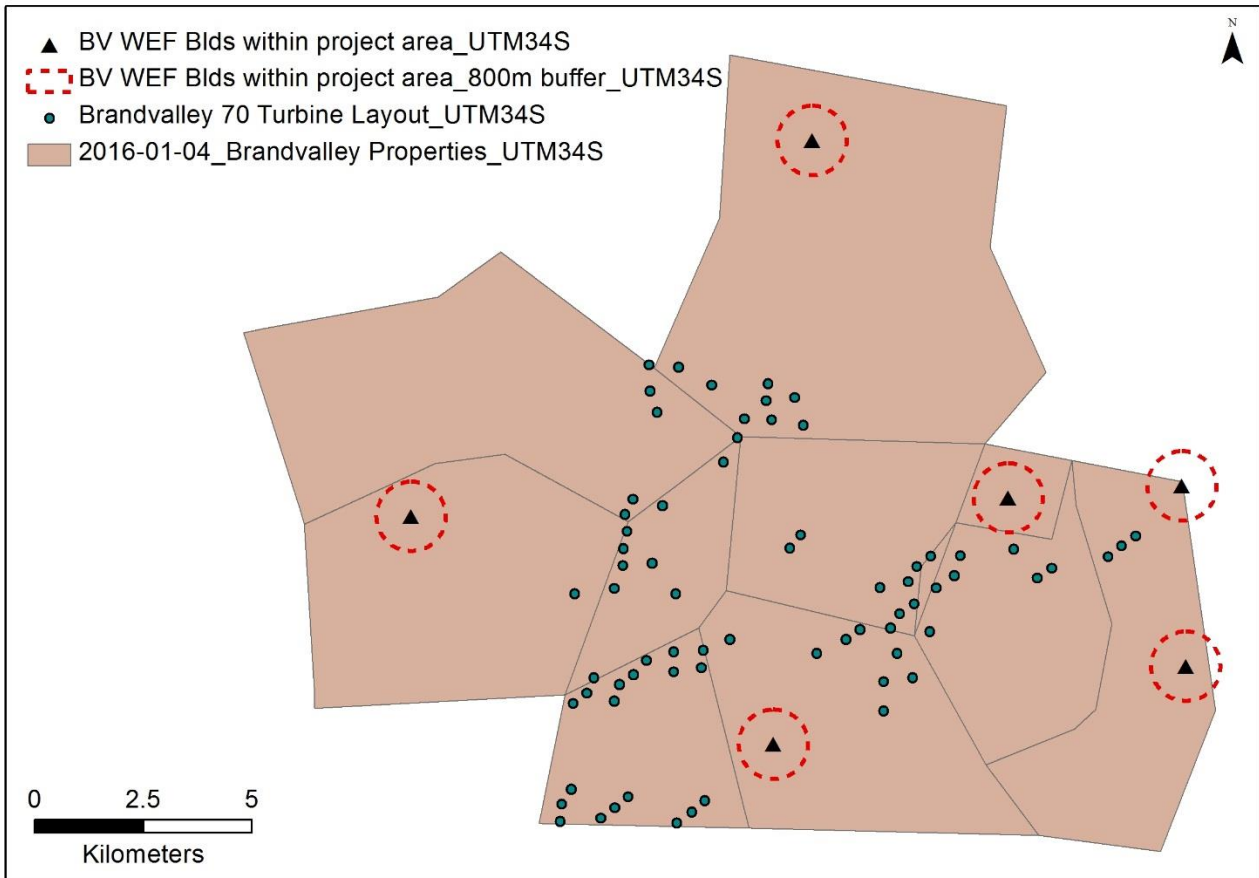 N
BV WEF Blds within project area_UTM34S
BV WEF Blds within project area_800m buffer_UTM34S
Brandvalley 70 Turbine Layout_UTM34S
2016-01-04_Brandvalley Properties_UTM34S
0 2.5 5
Kilometers